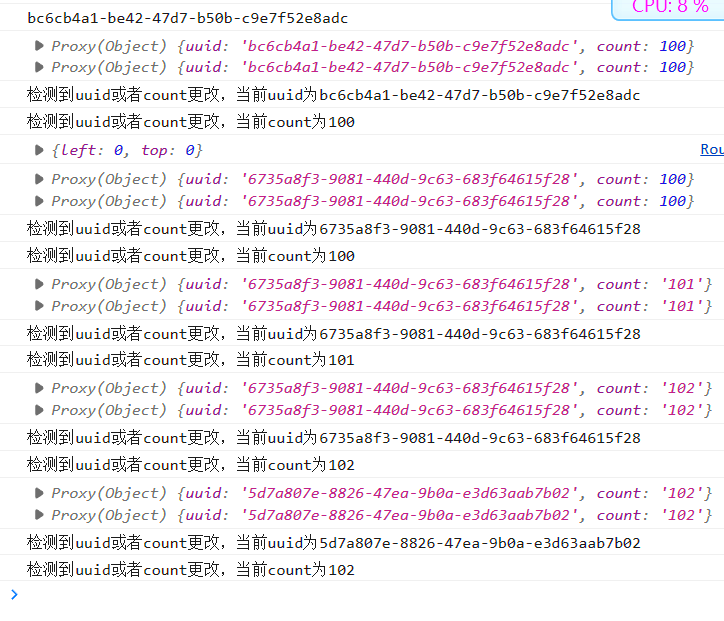 CPU: 8 %
bc6cb4a1-be42-47d7-b50b-c9e7f52e8adc
Proxy(Object) {uuid: 'bc6cb4a1-be42-47d7-b50b-c9e7f52e8adc', count: 100}
Proxy(Object) {uuid: 'bc6cb4a1-be42-47d7-b50b-c9e7f52e8adc', count: 100}
检测到uuid或者count更改，当前uuid为bc6cb4a1-be42-47d7-b50b-c9e7f52e8adc
检测到uuid或者count更改，当前count为100
{left: 0, top: 0} Rou
Proxy(Object) {uuid: '6735a8f3-9081-440d-9c63-683f64615f28', count: 100}
Proxy(Object) {uuid: '6735a8f3-9081-440d-9c63-683f64615f28', count: 100}
检测到uuid或者count更改，当前uuid为6735a8f3-9081-440d-9c63-683f64615f28
检测到uuid或者count更改，当前count为100
Proxy(Object) {uuid: '6735a8f3-9081-440d-9c63-683f64615f28', count: '101'}
Proxy(Object) {uuid: '6735a8f3-9081-440d-9c63-683f64615f28', count: '101'}
检测到uuid或者count更改，当前uuid为6735a8f3-9081-440d-9c63-683f64615f28
检测到uuid或者count更改，当前count为101
Proxy(Object) {uuid: '6735a8f3-9081-440d-9c63-683f64615f28', count: '102'}
Proxy(Object) {uuid: '6735a8f3-9081-440d-9c63-683f64615f28', count: '102'}
检测到uuid或者count更改，当前uuid为6735a8f3-9081-440d-9c63-683f64615f28
检测到uuid或者count更改，当前count为102
Proxy(Object) {uuid: '5d7a807e-8826-47ea-9b0a-e3d63aab7b02', count: '102'}
Proxy(Object) {uuid: '5d7a807e-8826-47ea-9b0a-e3d63aab7b02', count: '102'}
检测到uuid或者count更改，当前uuid为5d7a807e-8826-47ea-9b0a-e3d63aab7b02
检测到uuid或者count更改，当前count为102